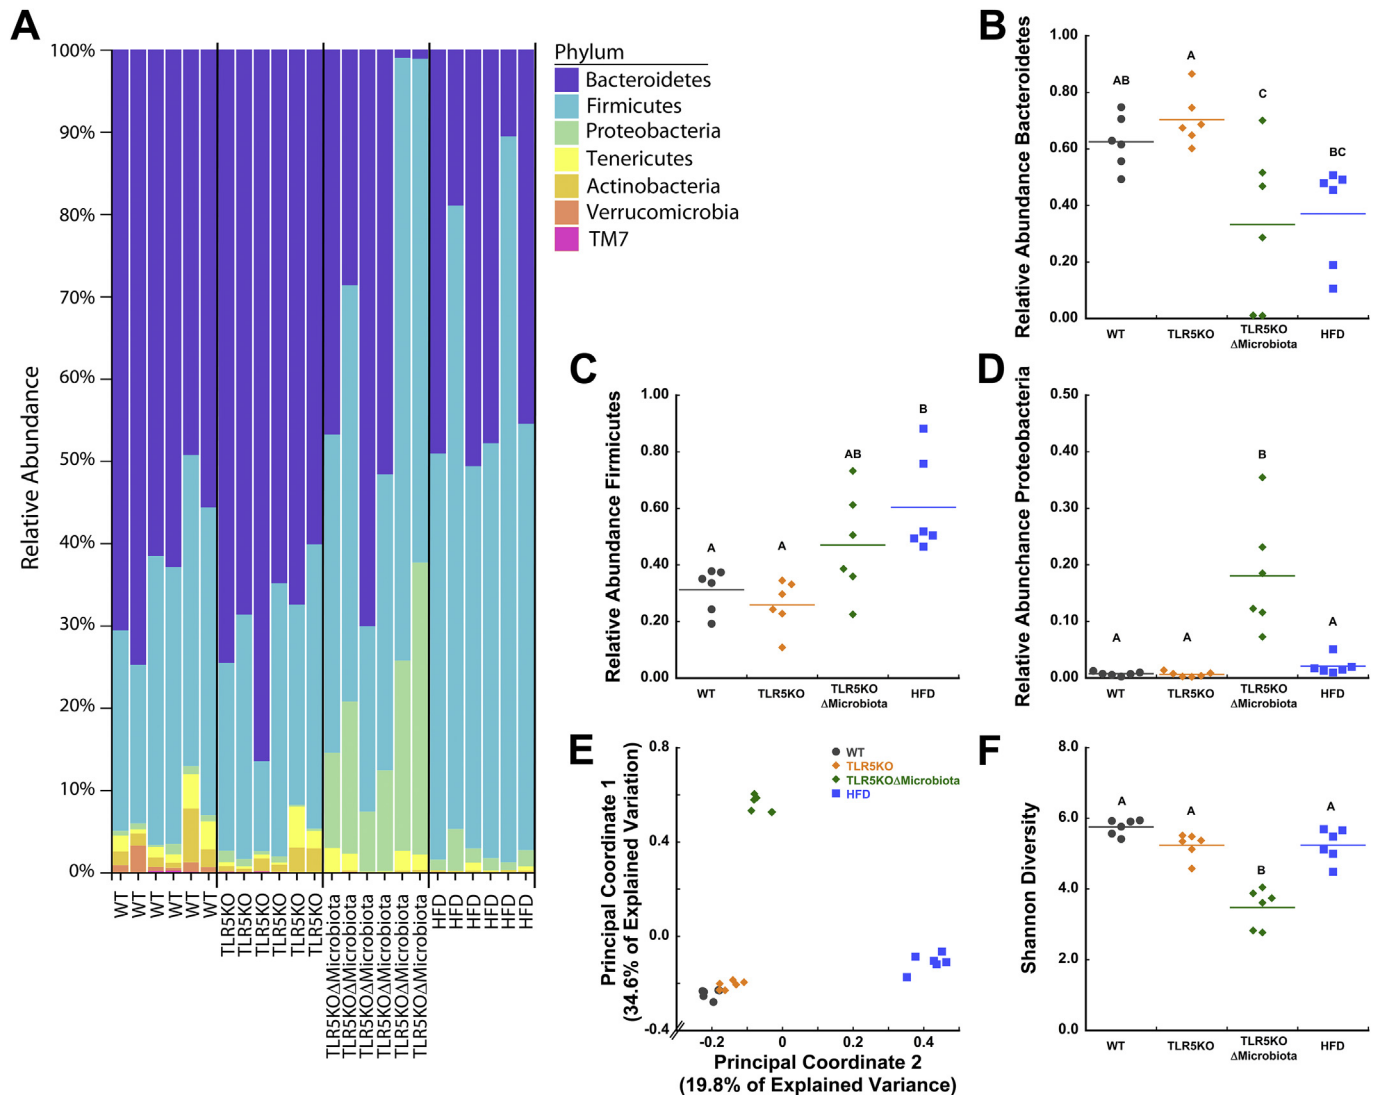 A
100%
90%
80%
70%
60%
50%
40%
30%
20%
10%
0%
Relative Abundance
WT
WT
WT
WT
WT
WT
TLR5KO
TLR5KO
TLR5KO
TLR5KO
TLR5KO
TLR5KO
TLR5KOΔMicrobiota
TLR5KOΔMicrobiota
TLR5KOΔMicrobiota
TLR5KOΔMicrobiota
TLR5KOΔMicrobiota
TLR5KOΔMicrobiota
HFD
HFD
HFD
HFD
HFD
HFD
Phylum
Bacteroidetes
Firmicutes
Proteobacteria
Tenericutes
Actinobacteria
Verrucomicrobia
TM7
B
Relative Abundance Bacteroidetes
1.00
0.80
0.60
0.40
0.20
0.00
AB
A
C
BC
WT
TLR5KO
TLR5KO
ΔMicrobiota
HFD
C
Relative Abundance Firmicutes
1.00
0.80
0.60
0.40
0.20
0.00
A
A
AB
B
WT
TLR5KO
TLR5KO
ΔMicrobiota
HFD
D
Relative Abunchance Proteobacteria
0.50
0.40
0.30
0.20
0.10
0.00
A
A
B
A
WT
TLR5KO
TLR5KO
ΔMicrobiota
HFD
E
Principal Coordinate 1
(34.6% of Explained Variation)
0.8
0.4
0.0
-0.4
WT
TLR5KO
TLR5KOΔMicrobiota
HFD
-0.2
0
0.2
0.4
Principal Coordinate 2
(19.8% of Explained Variance)
F
Shannon Diversity
8.0
6.0
4.0
2.0
0.0
A
A
B
A
WT
TLR5KO
TLR5KO
ΔMicrobiota
HFD